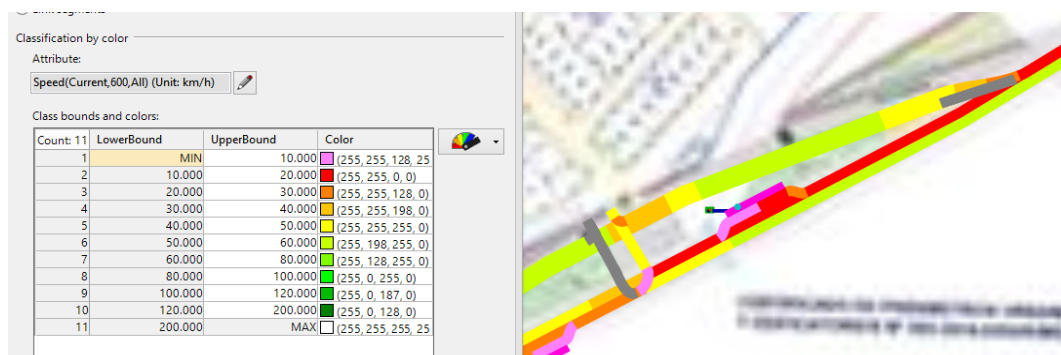 Link segments
Classification by color
Attribute:
Speed(Current,600,All) (Unit: km/h)
Class bounds and colors:
Count: 11 LowerBound UpperBound Color
1 MIN 10.000 (255, 255, 128, 25
2 10.000 20.000 (255, 255, 0, 0)
3 20.000 30.000 (255, 255, 128, 0)
4 30.000 40.000 (255, 255, 198, 0)
5 40.000 50.000 (255, 255, 255, 0)
6 50.000 60.000 (255, 198, 255, 0)
7 60.000 80.000 (255, 128, 255, 0)
8 80.000 100.000 (255, 0, 255, 0)
9 100.000 120.000 (255, 0, 187, 0)
10 120.000 200.000 (255, 0, 128, 0)
11 200.000 MAX (255, 255, 255, 25